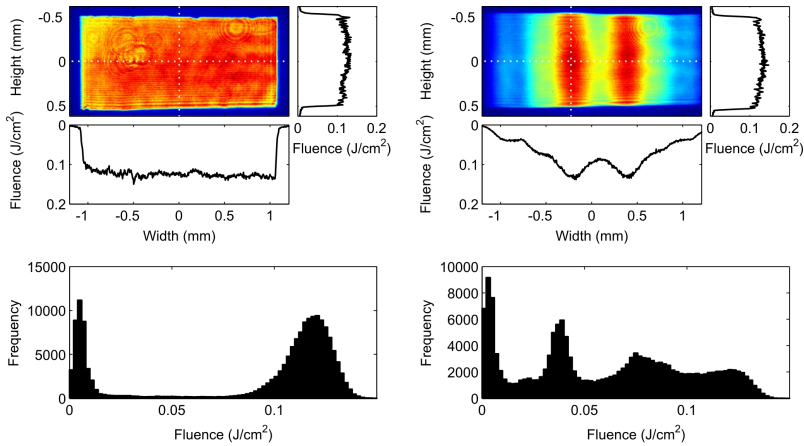 -0.5
0
0.5
Height (mm)
0 0.1 0.2
Fluence (J/cm²)
0
0.1
0.2
Fluence (J/cm²)
-1 -0.5 0 0.5 1
Width (mm)
-0.5
0
0.5
Height (mm)
0 0.1 0.2
Fluence (J/cm²)
0
0.1
0.2
Fluence (J/cm²)
-1 -0.5 0 0.5 1
Width (mm)
15000
10000
5000
0
Frequency
0 0.05 0.1
Fluence (J/cm²)
10000
8000
6000
4000
2000
0
Frequency
0 0.05 0.1
Fluence (J/cm²)